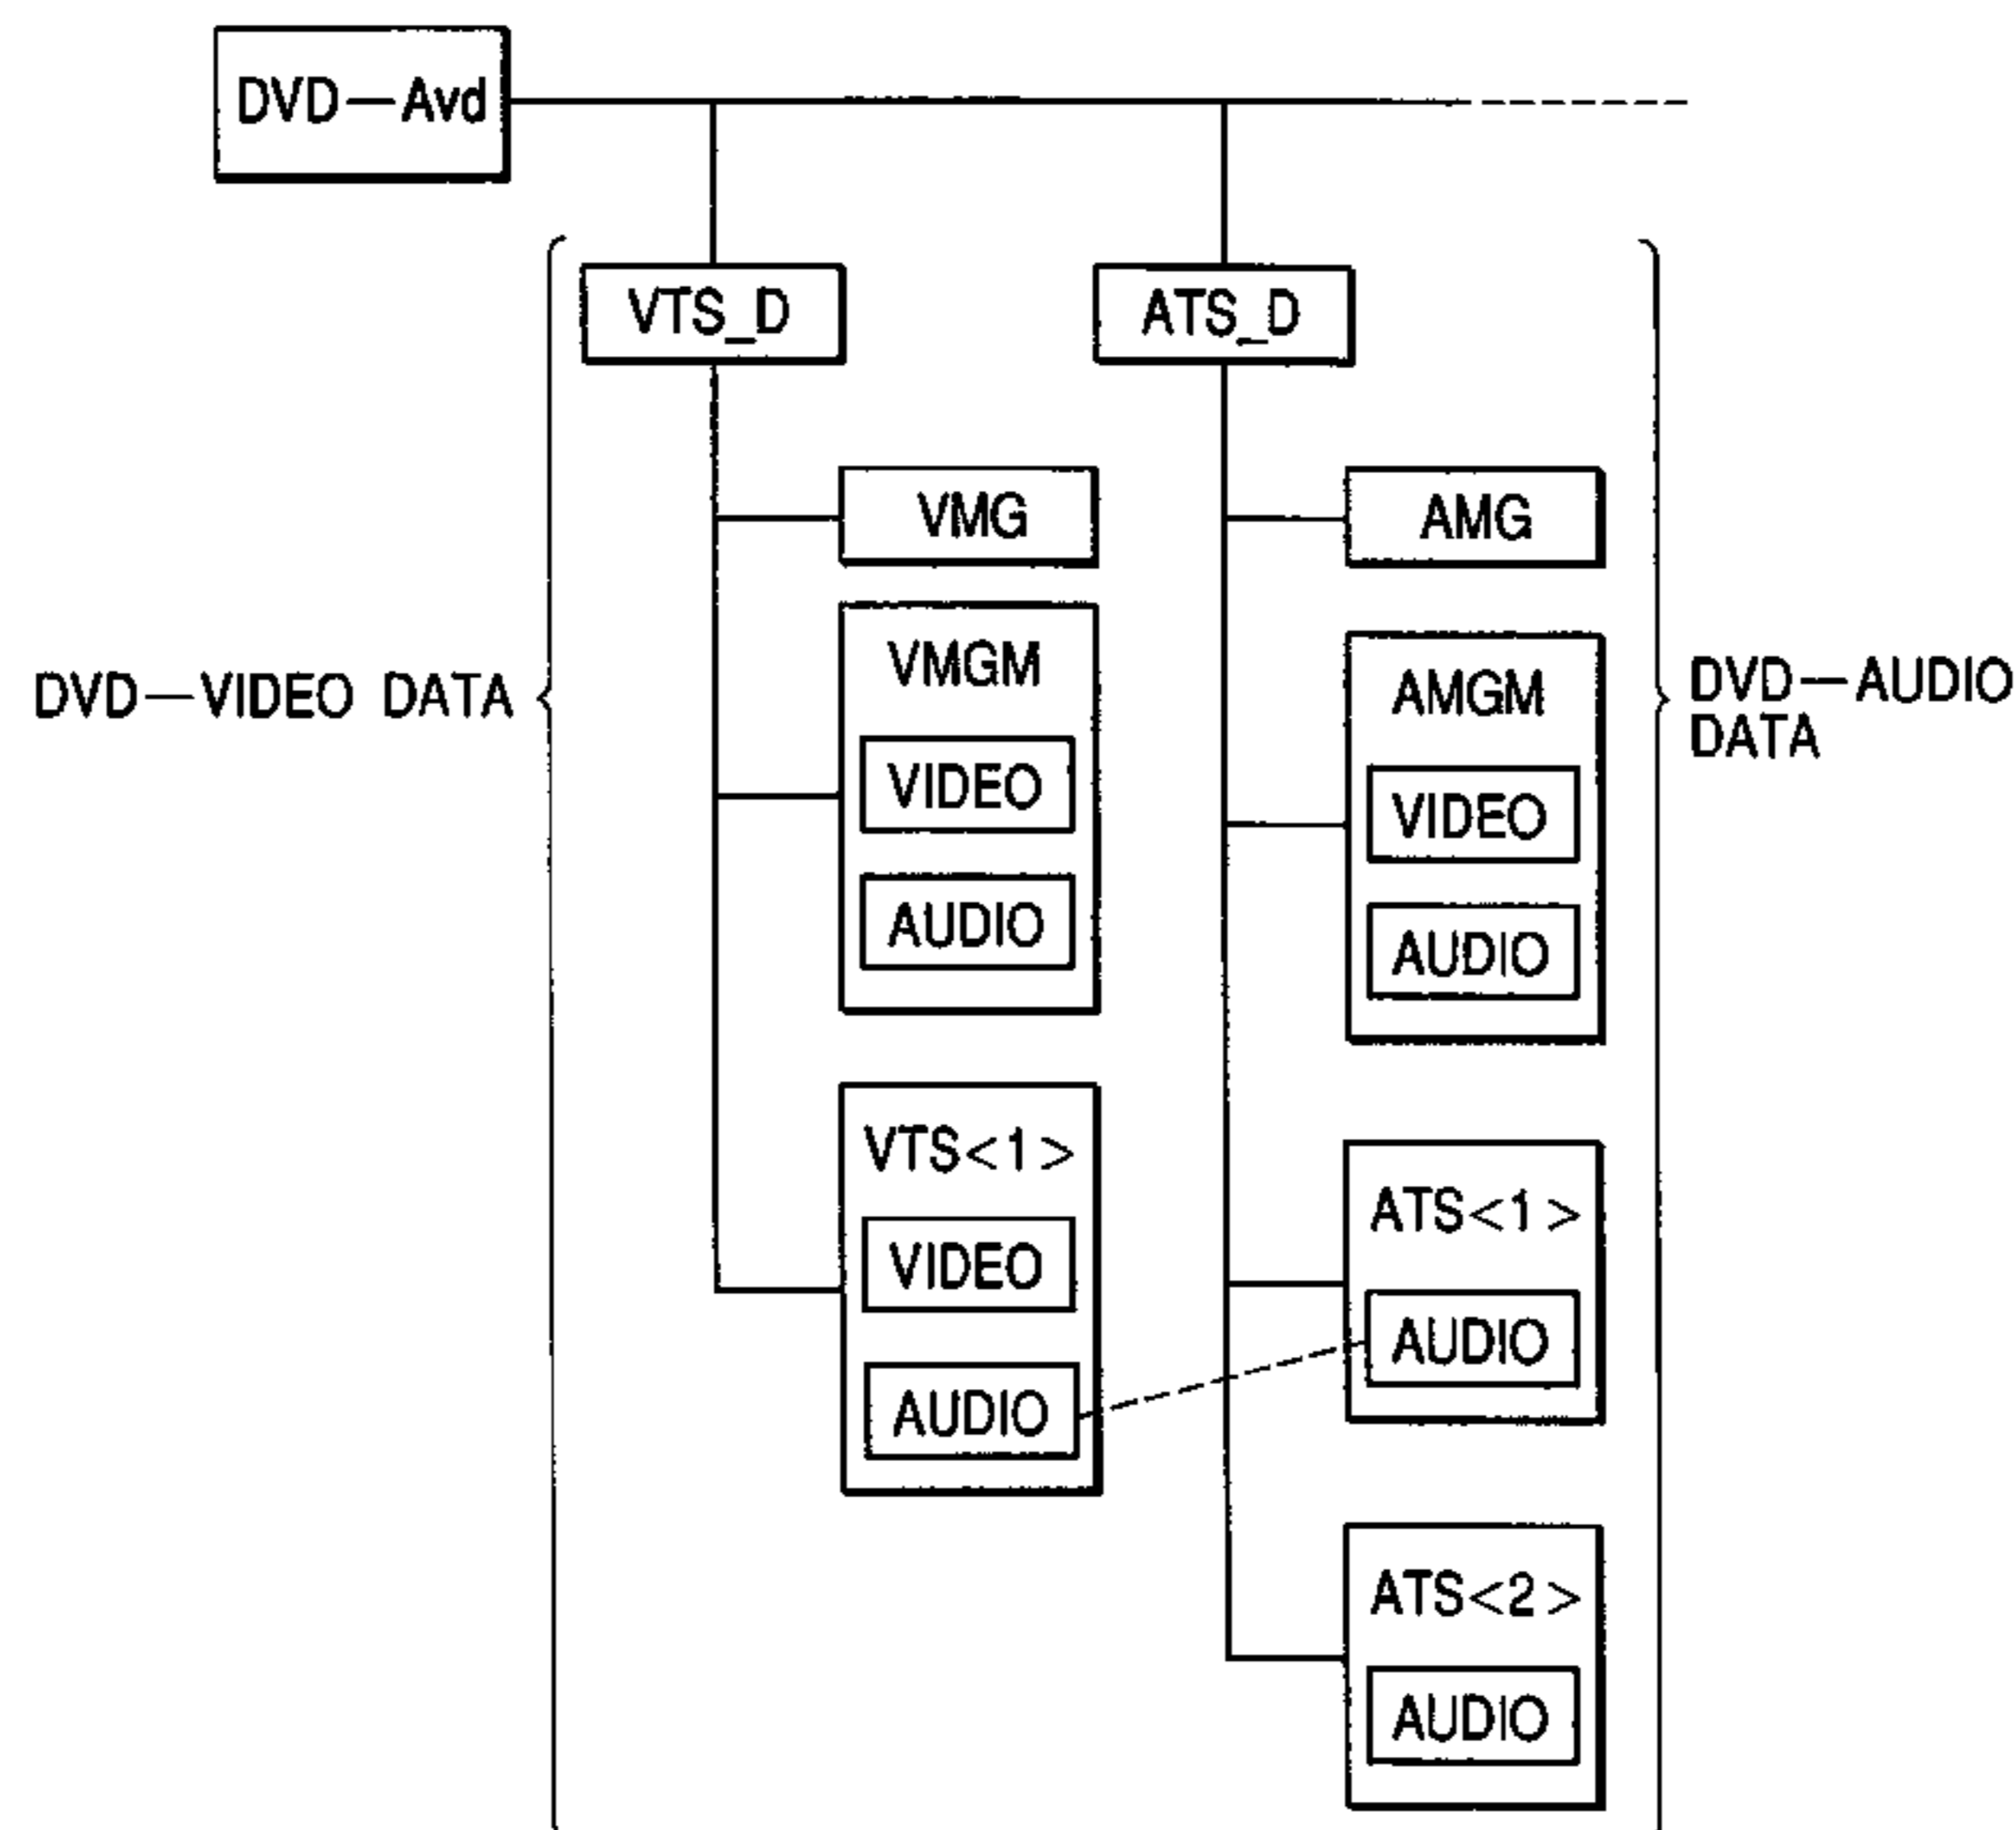 DVD—Avd
VTS_D
ATS_D
VMG
AMG
VMGM
VIDEO
AUDIO
AMGM
VIDEO
AUDIO
DVD—VIDEO DATA
DVD—AUDIO
DATA
VTS<1>
VIDEO
AUDIO
ATS<1>
AUDIO
ATS<2>
AUDIO